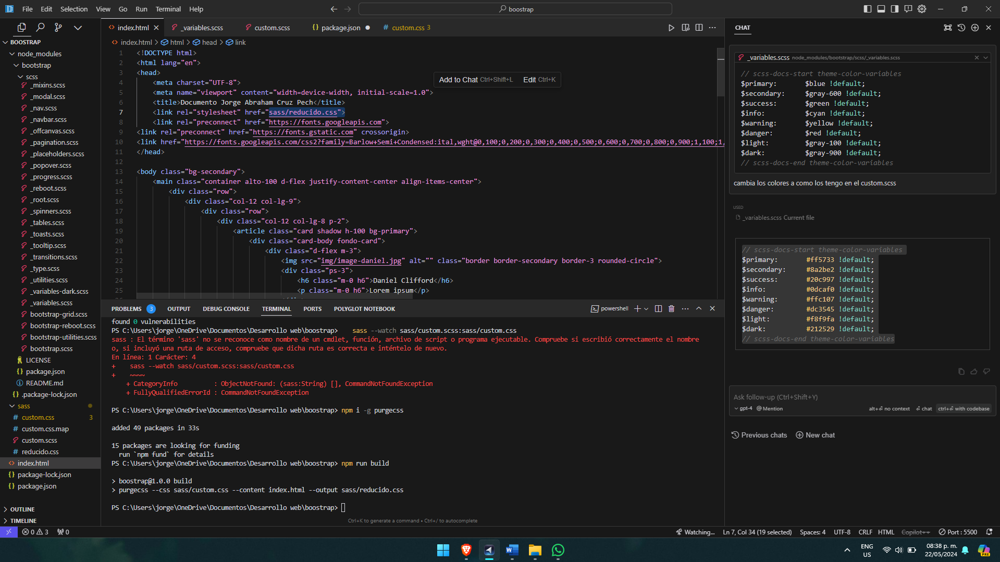 File Edit Selection View Go Run Terminal Help
boostrap
index.html
_variables.scss
custom.scss
package.json
custom.css 3
CHAT
BOOSTRAP
node_modules
bootstrap
scss
_mixins.scss
_modal.scss
_nav.scss
_navbar.scss
_offcanvas.scss
_pagination.scss
_placeholders.scss
_popover.scss
_progress.scss
_reboot.scss
_root.scss
_spinners.scss
_tables.scss
_toasts.scss
_tooltip.scss
_transitions.scss
_type.scss
_utilities.scss
_variables-dark.scss
_variables.scss
bootstrap-grid.scss
bootstrap-reboot.scss
bootstrap-utilities.scss
bootstrap.scss
LICENSE
package.json
README.md
.package-lock.json
sass
custom.css 3
custom.css.map
custom.scss
reducido.css
index.html
package-lock.json
package.json
OUTLINE
TIMELINE
index.html > html > head > link
1 <!DOCTYPE html>
2 <html lang="en">
3 <head>
4 <meta charset="UTF-8">
5 <meta name="viewport" content="width=device-width, initial-scale=1.0">
6 <title>Documento Jorge Abraham Cruz Pech</title>
7 <link rel="stylesheet" href="sass/reducido.css">
8 <link rel="preconnect" href="https://fonts.googleapis.com">
9 <link rel="preconnect" href="https://fonts.gstatic.com" crossorigin>
10 <link href="https://fonts.googleapis.com/css2?family=Barlow+Semi+Condensed:ital,wght@0,100;0,200;0,300;0,400;0,500;0,600;0,700;0,800;0,900;1,100;1,
11 </head>
12
13 <body class="bg-secondary">
14 <main class="container alto-100 d-flex justify-content-center align-items-center">
15 <div class="row">
16 <div class="col-12 col-lg-9">
17 <div class="row">
18 <div class="col-12 col-lg-8 p-2">
19 <article class="card shadow h-100 bg-primary">
20 <div class="card-body fondo-card">
21 <div class="d-flex m-3">
22 <img src="img/image-daniel.jpg" alt="" class="border border-secondary border-3 rounded-circle">
23 <div class="ps-3">
24 <h6 class="m-0 h6">Daniel Clifford</h6>
25 <p class="m-0 h6">Lorem ipsum</p>
Add to Chat Ctrl+Shift+L Edit Ctrl+K
PROBLEMS 3 OUTPUT DEBUG CONSOLE TERMINAL PORTS POLYGLOT NOTEBOOK
powershell
found 0 vulnerabilities
PS C:\Users\jorge\OneDrive\Documentos\Desarrollo web\boostrap> sass --watch sass/custom.scss:sass/custom.css
sass : El término 'sass' no se reconoce como nombre de un cmdlet, función, archivo de script o programa ejecutable. Compruebe si escribió correctamente el nombre
o, si incluyó una ruta de acceso, compruebe que dicha ruta es correcta e inténtelo de nuevo.
En línea: 1 Carácter: 4
+ sass --watch sass/custom.scss:sass/custom.css
+ ~~~~
+ CategoryInfo : ObjectNotFound: (sass:String) [], CommandNotFoundException
+ FullyQualifiedErrorId : CommandNotFoundException
PS C:\Users\jorge\OneDrive\Documentos\Desarrollo web\boostrap> npm i -g purgecss
added 49 packages in 33s
15 packages are looking for funding
run `npm fund` for details
PS C:\Users\jorge\OneDrive\Documentos\Desarrollo web\boostrap> npm run build
> boostrap@1.0.0 build
> purgecss --css sass/custom.css --content index.html --output sass/reducido.css
PS C:\Users\jorge\OneDrive\Documentos\Desarrollo web\boostrap>
Ctrl+K to generate a command • Ctrl+/ to autocomplete
_variables.scss node_modules/bootstrap/scss/_variables.scss
// scss-docs-start theme-color-variables
$primary: $blue !default;
$secondary: $gray-600 !default;
$success: $green !default;
$info: $cyan !default;
$warning: $yellow !default;
$danger: $red !default;
$light: $gray-100 !default;
$dark: $gray-900 !default;
// scss-docs-end theme-color-variables
cambia los colores a como los tengo en el custom.scss
USED
_variables.scss Current file
// scss-docs-start theme-color-variables
$primary: #ff5733 !default;
$secondary: #8a2be2 !default;
$success: #20c997 !default;
$info: #0dcaf0 !default;
$warning: #ffc107 !default;
$danger: #dc3545 !default;
$light: #f8f9fa !default;
$dark: #212529 !default;
// scss-docs-end theme-color-variables
Ask follow-up (Ctrl+Shift+Y)
gpt-4 @ Mention alt+⏎ no context ⏎ chat ctrl+⏎ with codebase
Previous chats New chat
0 3 0
Watching... Ln 7, Col 34 (19 selected) Spaces: 4 UTF-8 CRLF HTML Copilot++ Port : 5500
ENG
US
08:38 p. m.
22/05/2024
PRE